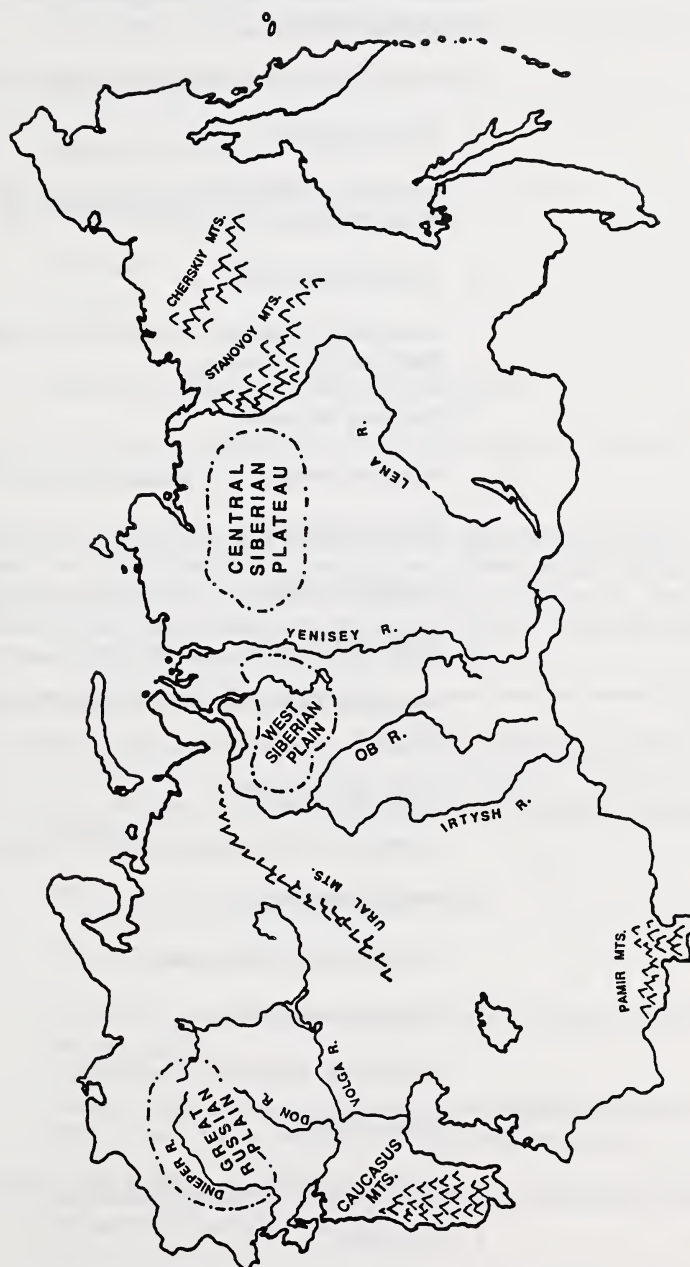 CHERSKIY MTS.
STANOVOY MTS.
CENTRAL
SIBERIAN
PLATEAU
LENA R.
YENISEY R.
WEST
SIBERIAN
PLAIN
OB R.
IRTYSH R.
URAL MTS.
PAMIR MTS.
VOLGA R.
DON R.
GREAT
RUSSIAN
PLAIN
DNIEPER R.
CAUCASUS
MTS.